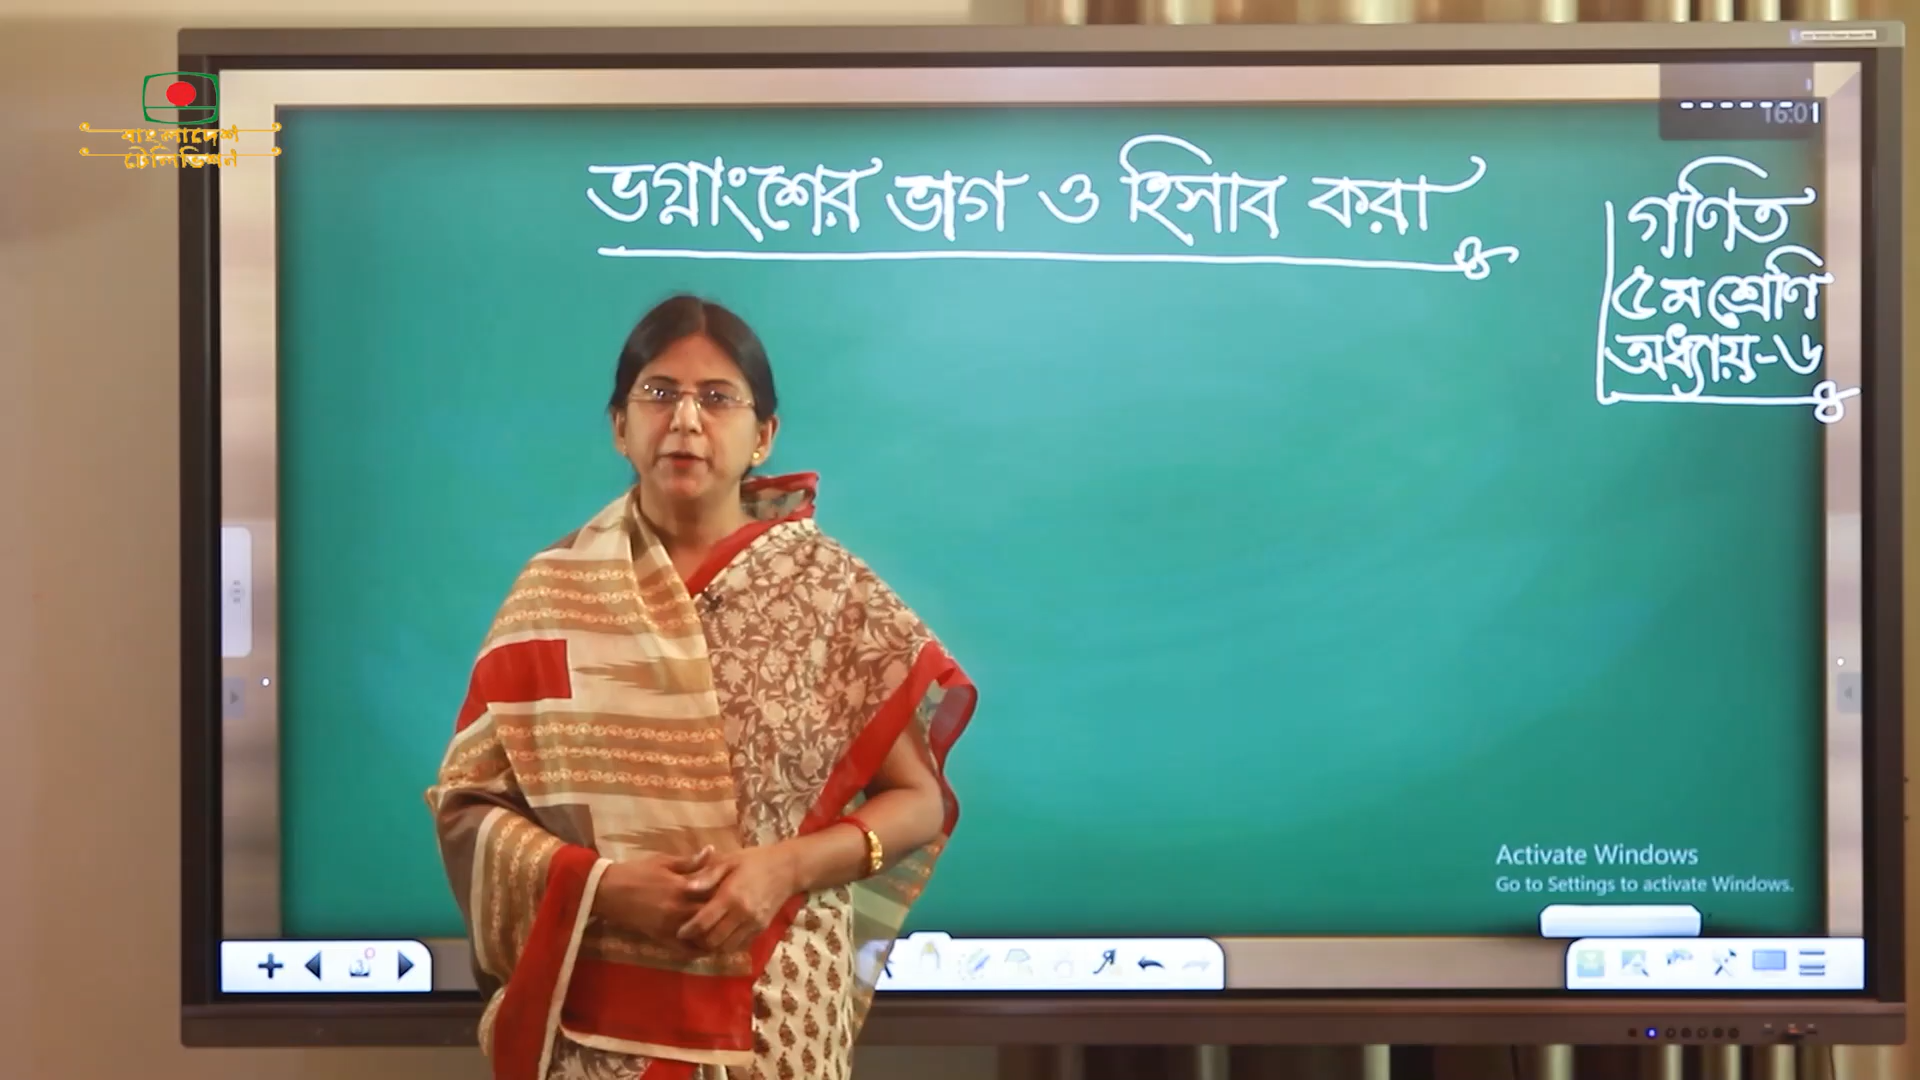 বাংলাদেশ
টেলিভিশন
16:01
ভগ্নাংশের ভাগ ও হিসাব করা
গণিত
৫ম শ্রেণি
অধ্যায়-৬
Activate Windows
Go to Settings to activate Windows.